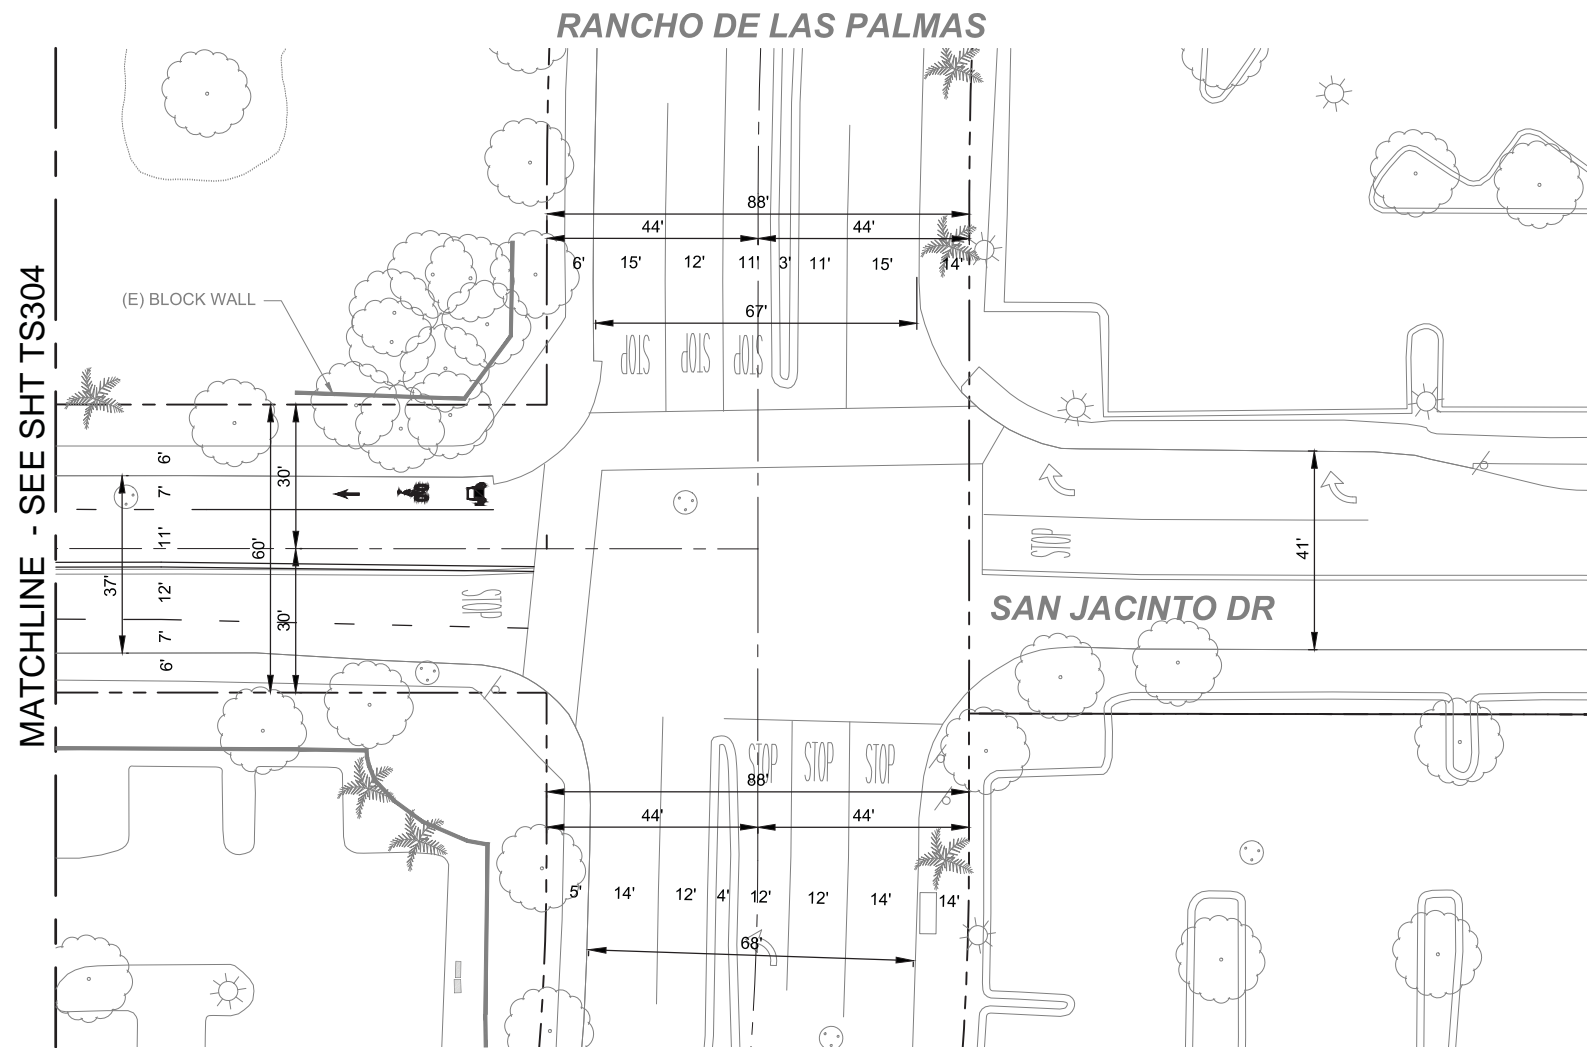 RANCHO DE LAS PALMAS
88'
44'
44'
6'
15'
12'
11'
3'
11'
15'
14'
(E) BLOCK WALL
67'
STOP
STOP
STOP
MATCHLINE - SEE SHT TS304
6'
7'
11'
12'
7'
6'
37'
60'
30'
30'
STOP
STOP
41'
SAN JACINTO DR
STOP
STOP
STOP
88'
44'
44'
5'
14'
12'
4'
12'
12'
14'
14'
68'